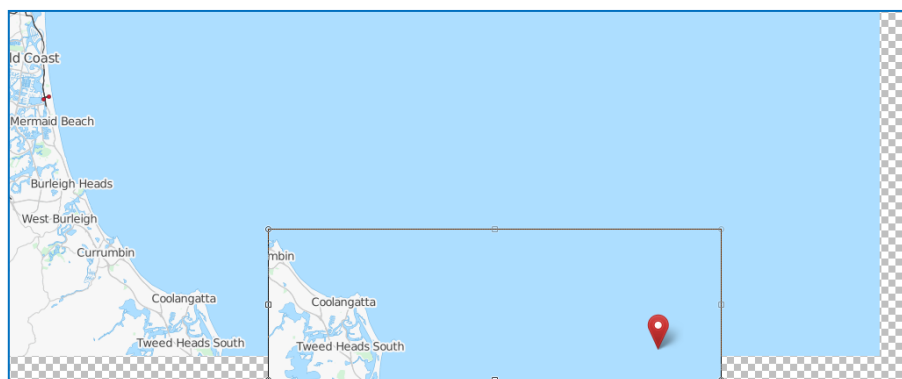 ld Coast
Mermaid Beach
Burleigh Heads
West Burleigh
Currumbin
Coolangatta
Tweed Heads South
mbin
Coolangatta
Tweed Heads South